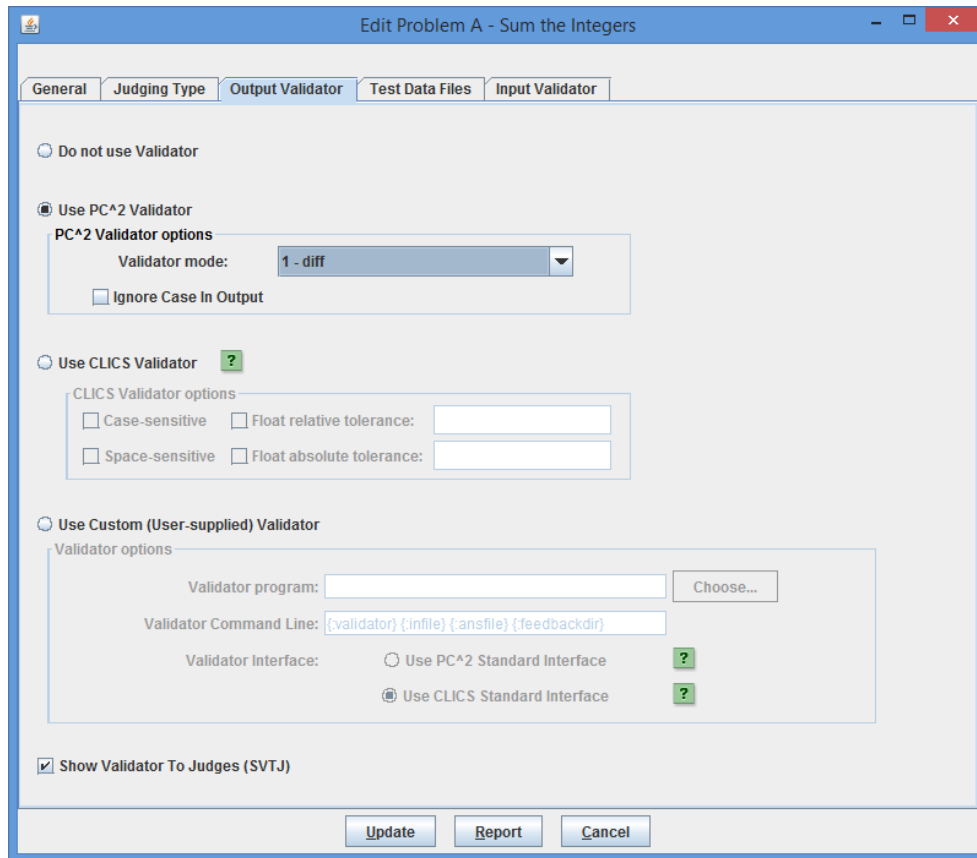 Edit Problem A - Sum the Integers
General Judging Type Output Validator Test Data Files Input Validator
Do not use Validator
Use PC^2 Validator
PC^2 Validator options
Validator mode: 1 - diff
Ignore Case In Output
Use CLICS Validator ?
CLICS Validator options
Case-sensitive Float relative tolerance:
Space-sensitive Float absolute tolerance:
Use Custom (User-supplied) Validator
Validator options
Validator program: Choose...
Validator Command Line: {:validator} {:infile} {:ansfile} {:feedbackdir}
Validator Interface: Use PC^2 Standard Interface ?
Use CLICS Standard Interface ?
Show Validator To Judges (SVTJ)
Update Report Cancel